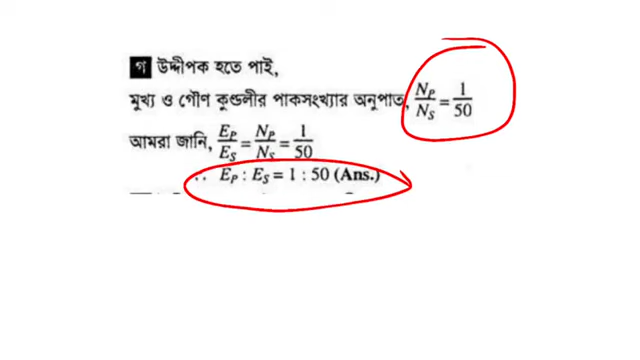 গ উদ্দীপক হতে পাই,
মুখ্য ও গৌণ কুণ্ডলীর পাকসংখ্যার অনুপাত, N_P/N_S = 1/50
আমরা জানি, E_P/E_S = N_P/N_S = 1/50
∴ E_P : E_S = 1 : 50 (Ans.)